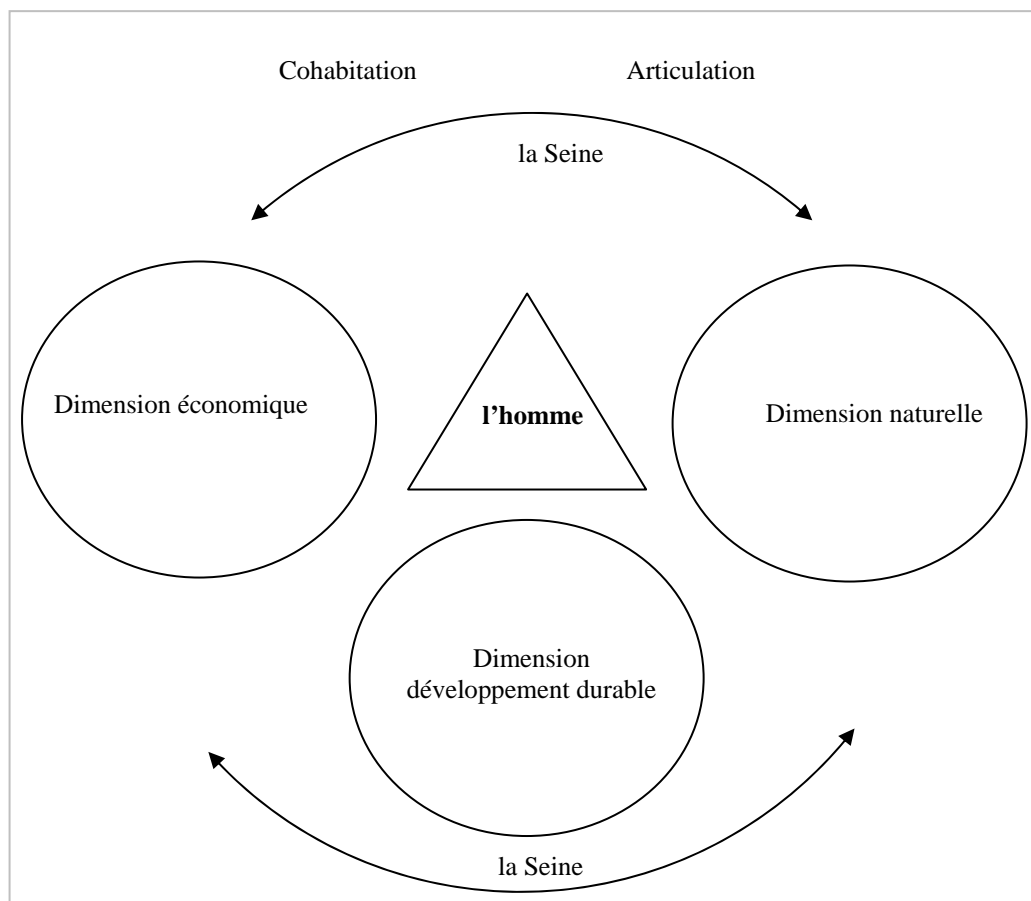 Cohabitation Articulation
la Seine
Dimension économique
l’homme
Dimension naturelle
Dimension
développement durable
la Seine